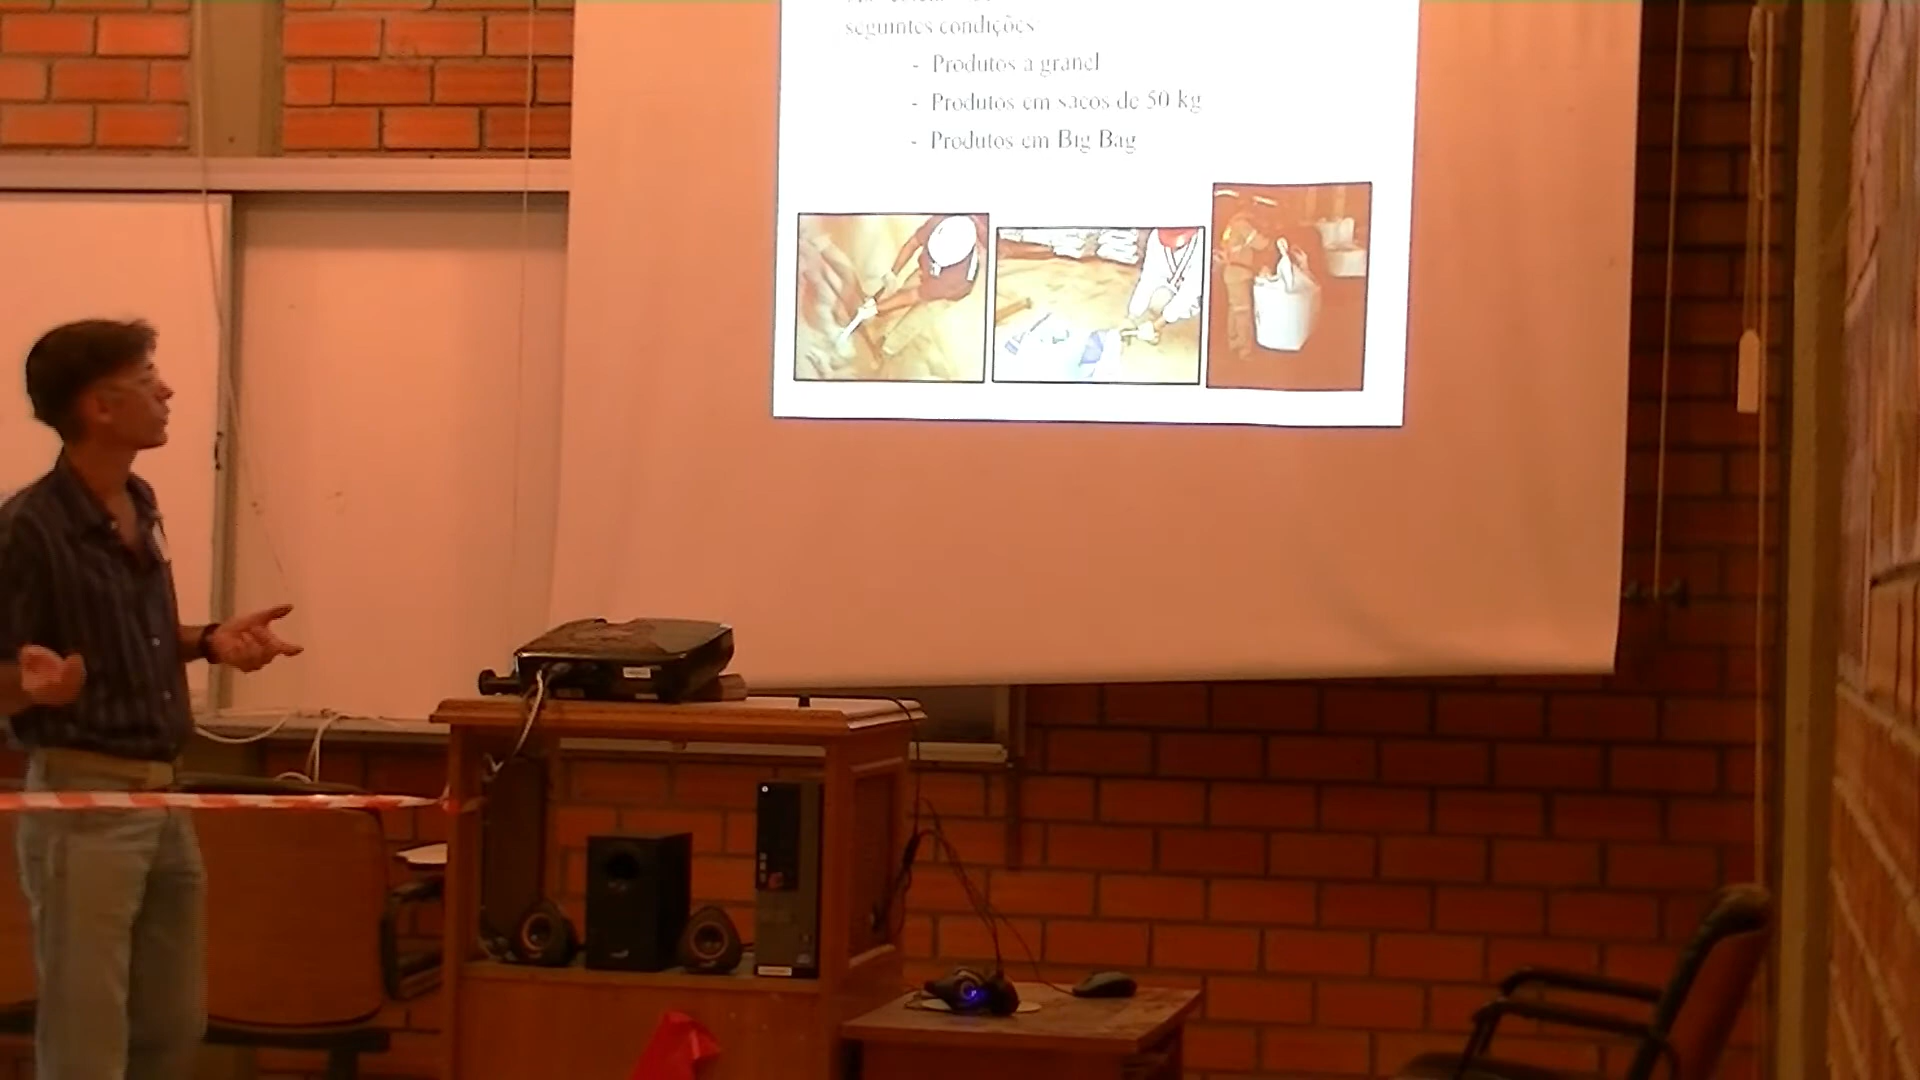 seguintes condições
- Produtos a granel
- Produtos em sacos de 50 kg
- Produtos em Big Bag